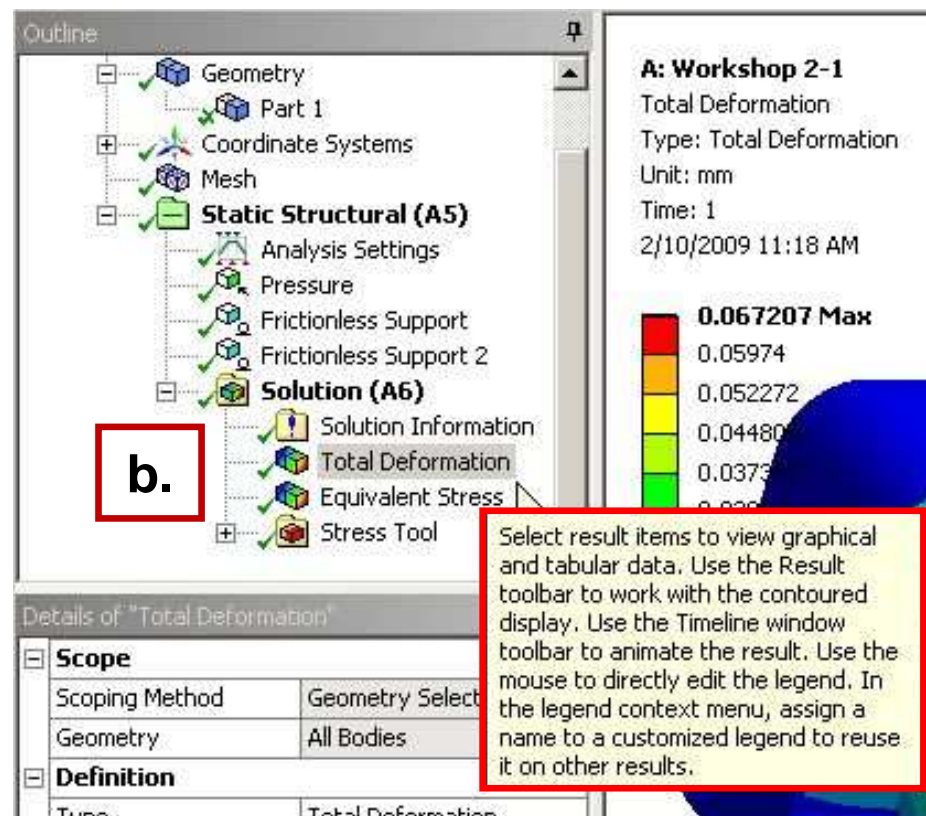 Outline
Geometry
Part 1
Coordinate Systems
Mesh
Static Structural (A5)
Analysis Settings
Pressure
Frictionless Support
Frictionless Support 2
Solution (A6)
Solution Information
Total Deformation
Equivalent Stress
Stress Tool
b.
A: Workshop 2-1
Total Deformation
Type: Total Deformation
Unit: mm
Time: 1
2/10/2009 11:18 AM
0.067207 Max
0.05974
0.052272
0.0448
0.0373
Select result items to view graphical
and tabular data. Use the Result
toolbar to work with the contoured
display. Use the Timeline window
toolbar to animate the result. Use the
mouse to directly edit the legend. In
the legend context menu, assign a
name to a customized legend to reuse
it on other results.
Details of "Total Deformation"
Scope
Scoping Method Geometry Select
Geometry All Bodies
Definition
Type Total Deformation